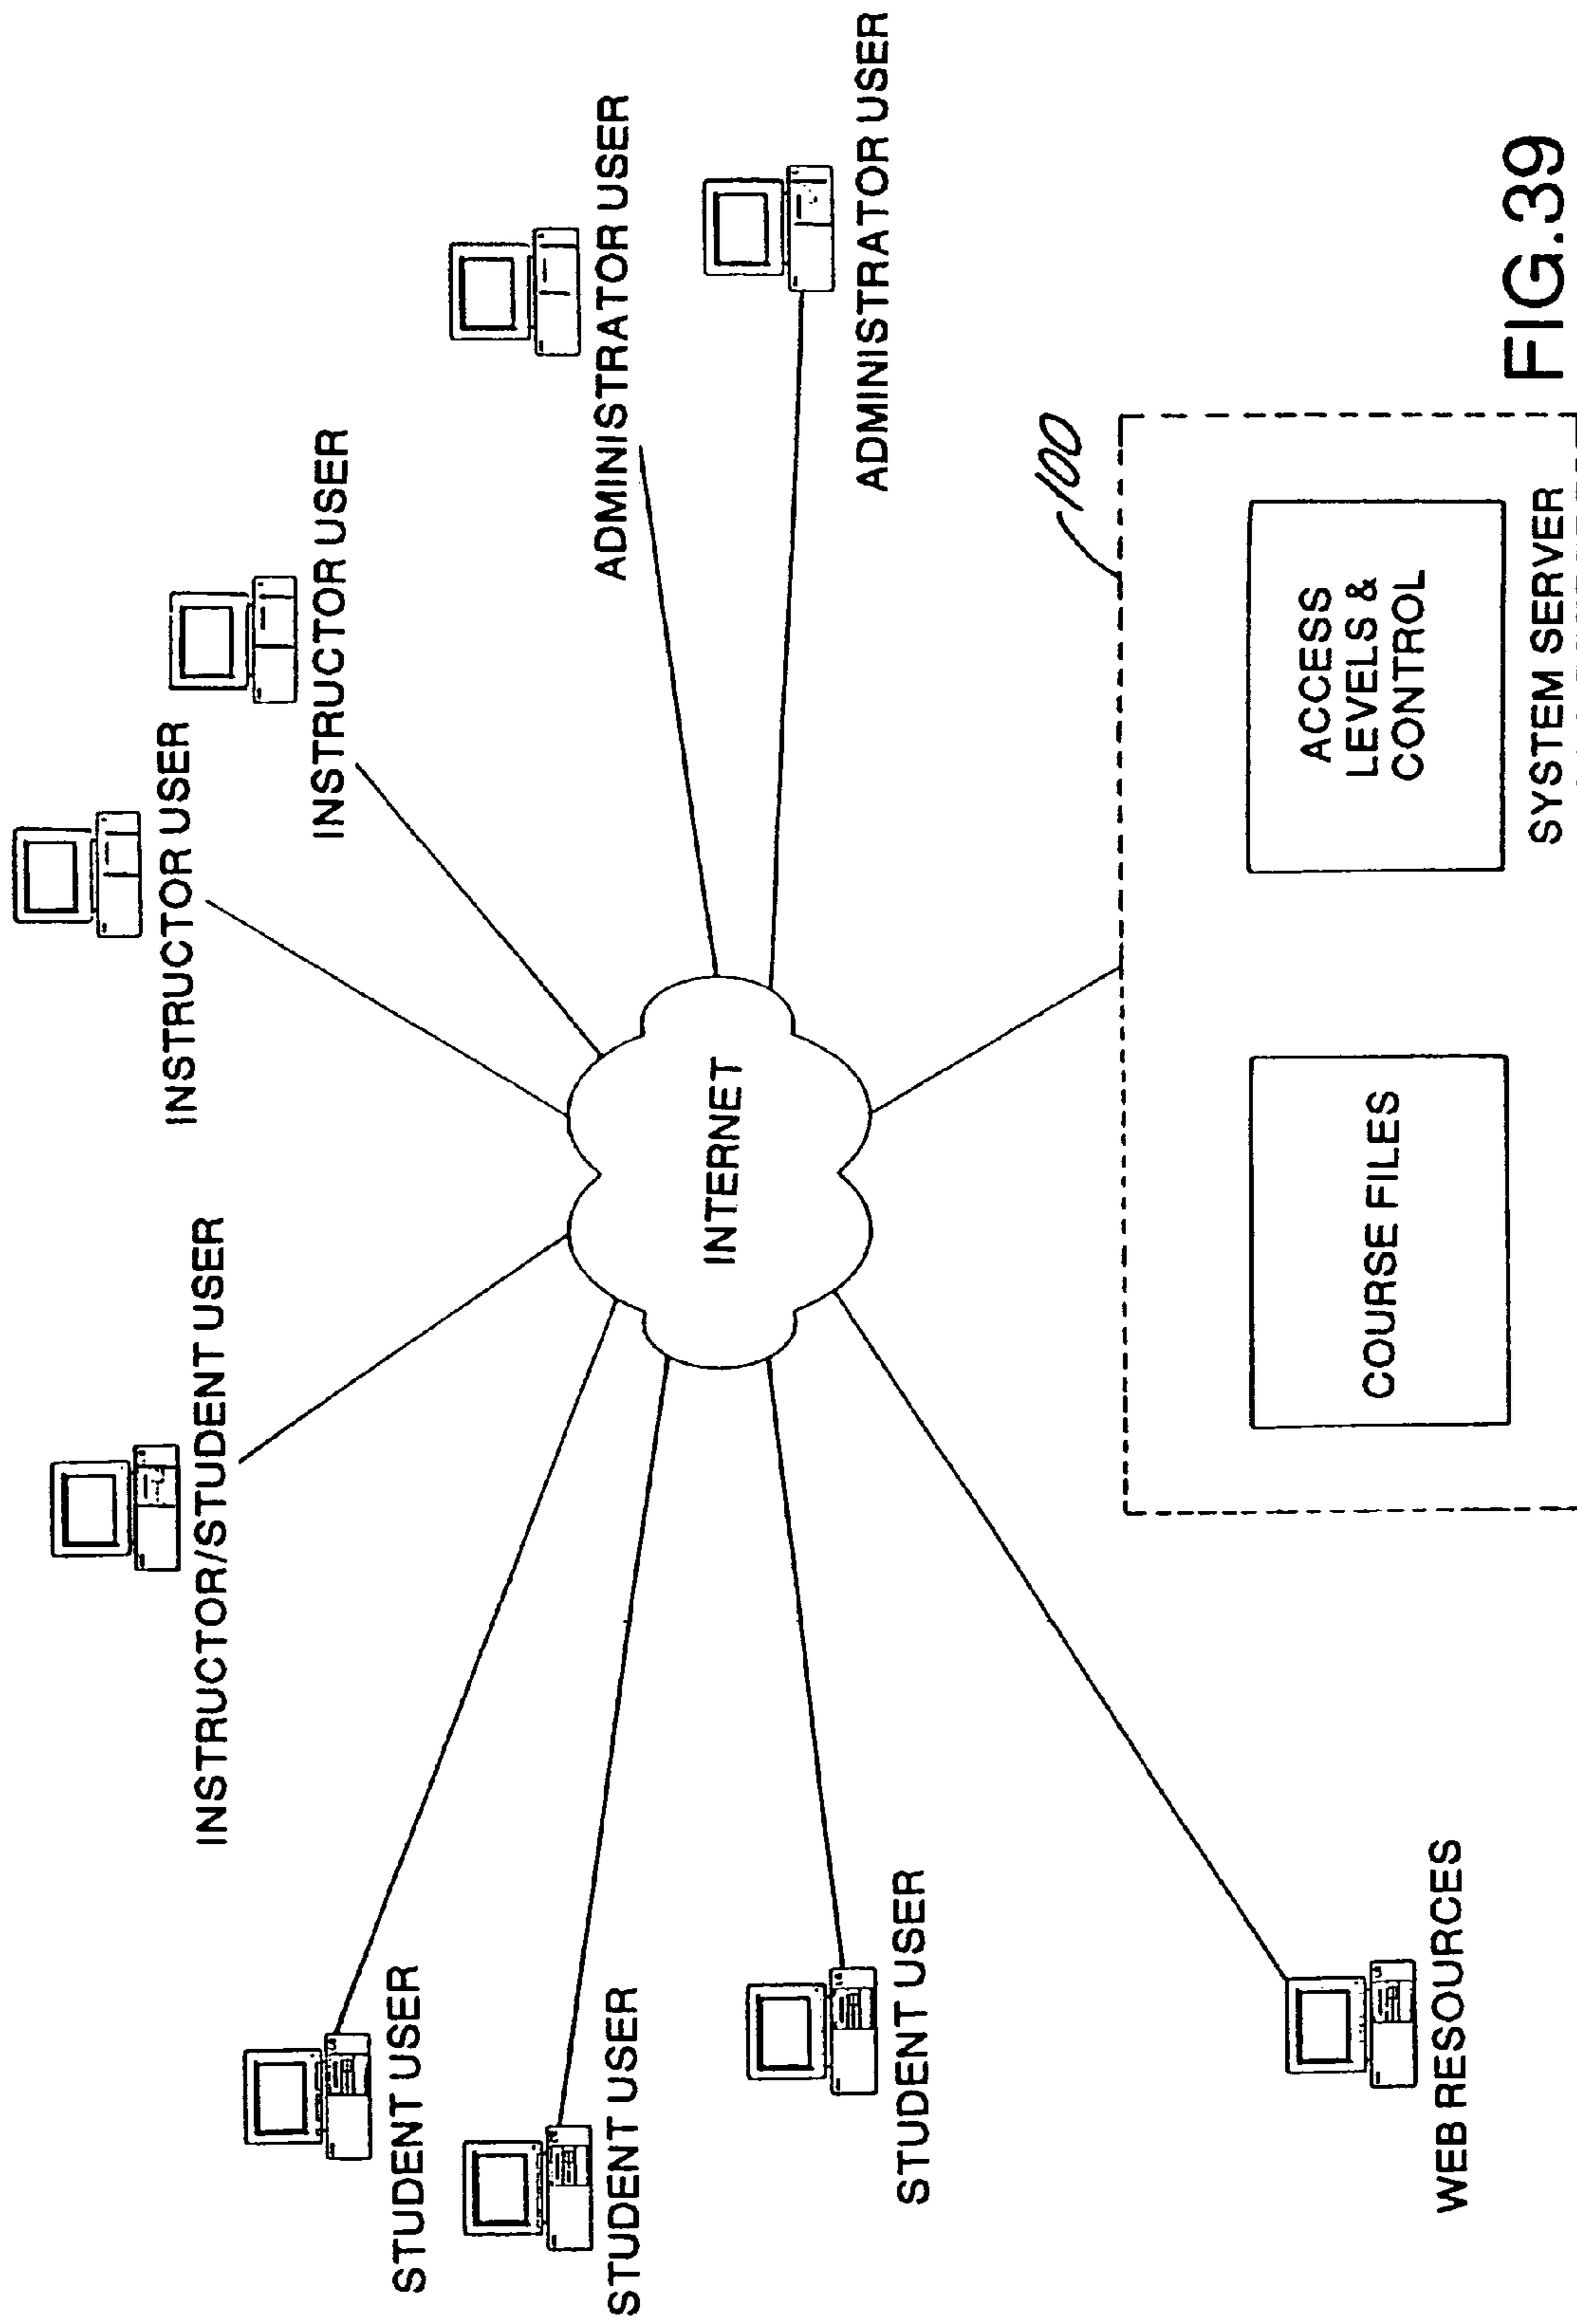 INSTRUCTOR USER
INSTRUCTOR USER
INSTRUCTOR/STUDENT USER
ADMINISTRATOR USER
ADMINISTRATOR USER
STUDENT USER
STUDENT USER
STUDENT USER
INTERNET
WEB RESOURCES
100
COURSE FILES
ACCESS
LEVELS &
CONTROL
SYSTEM SERVER
FIG.39